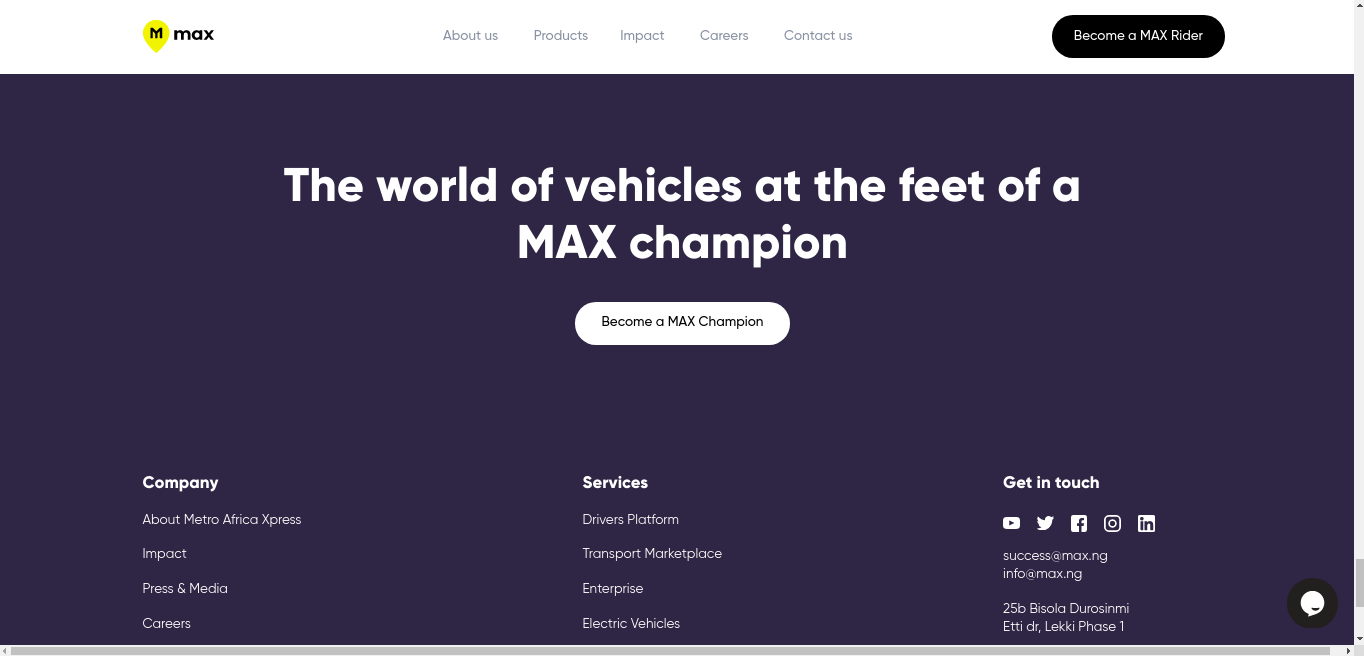 M max
About us
Products
Impact
Careers
Contact us
Become a MAX Rider
The world of vehicles at the feet of a
MAX champion
Become a MAX Champion
Company
About Metro Africa Xpress
Impact
Press & Media
Careers
Services
Drivers Platform
Transport Marketplace
Enterprise
Electric Vehicles
Get in touch
success@max.ng
info@max.ng
25b Bisola Durosinmi
Etti dr, Lekki Phase 1